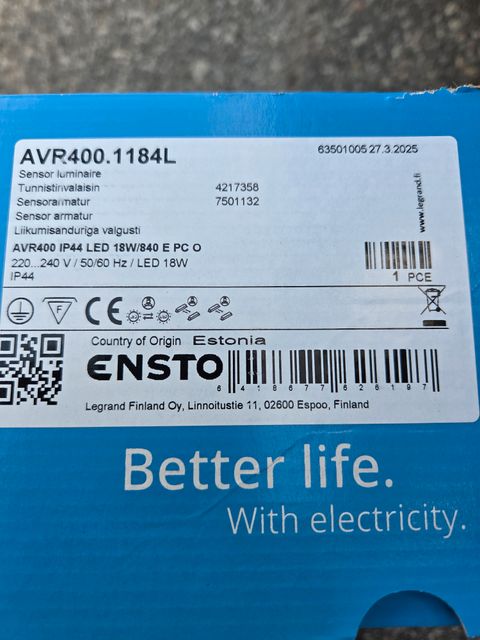 AVR400.1184L
63501005 27.3.2025
Sensor luminaire
Tunnistinvalaisin 4217358
Sensorarmatur 7501132
Sensor armatur
Liikumisanduriga valgusti
www.legrand.fi
AVR400 IP44 LED 18W/840 E PC O
220...240 V / 50/60 Hz / LED 18W
IP44
1 PCE
F
CE
Country of Origin Estonia
ENSTO
6 418677 626197
Legrand Finland Oy, Linnoitustie 11, 02600 Espoo, Finland
Better life.
With electricity.